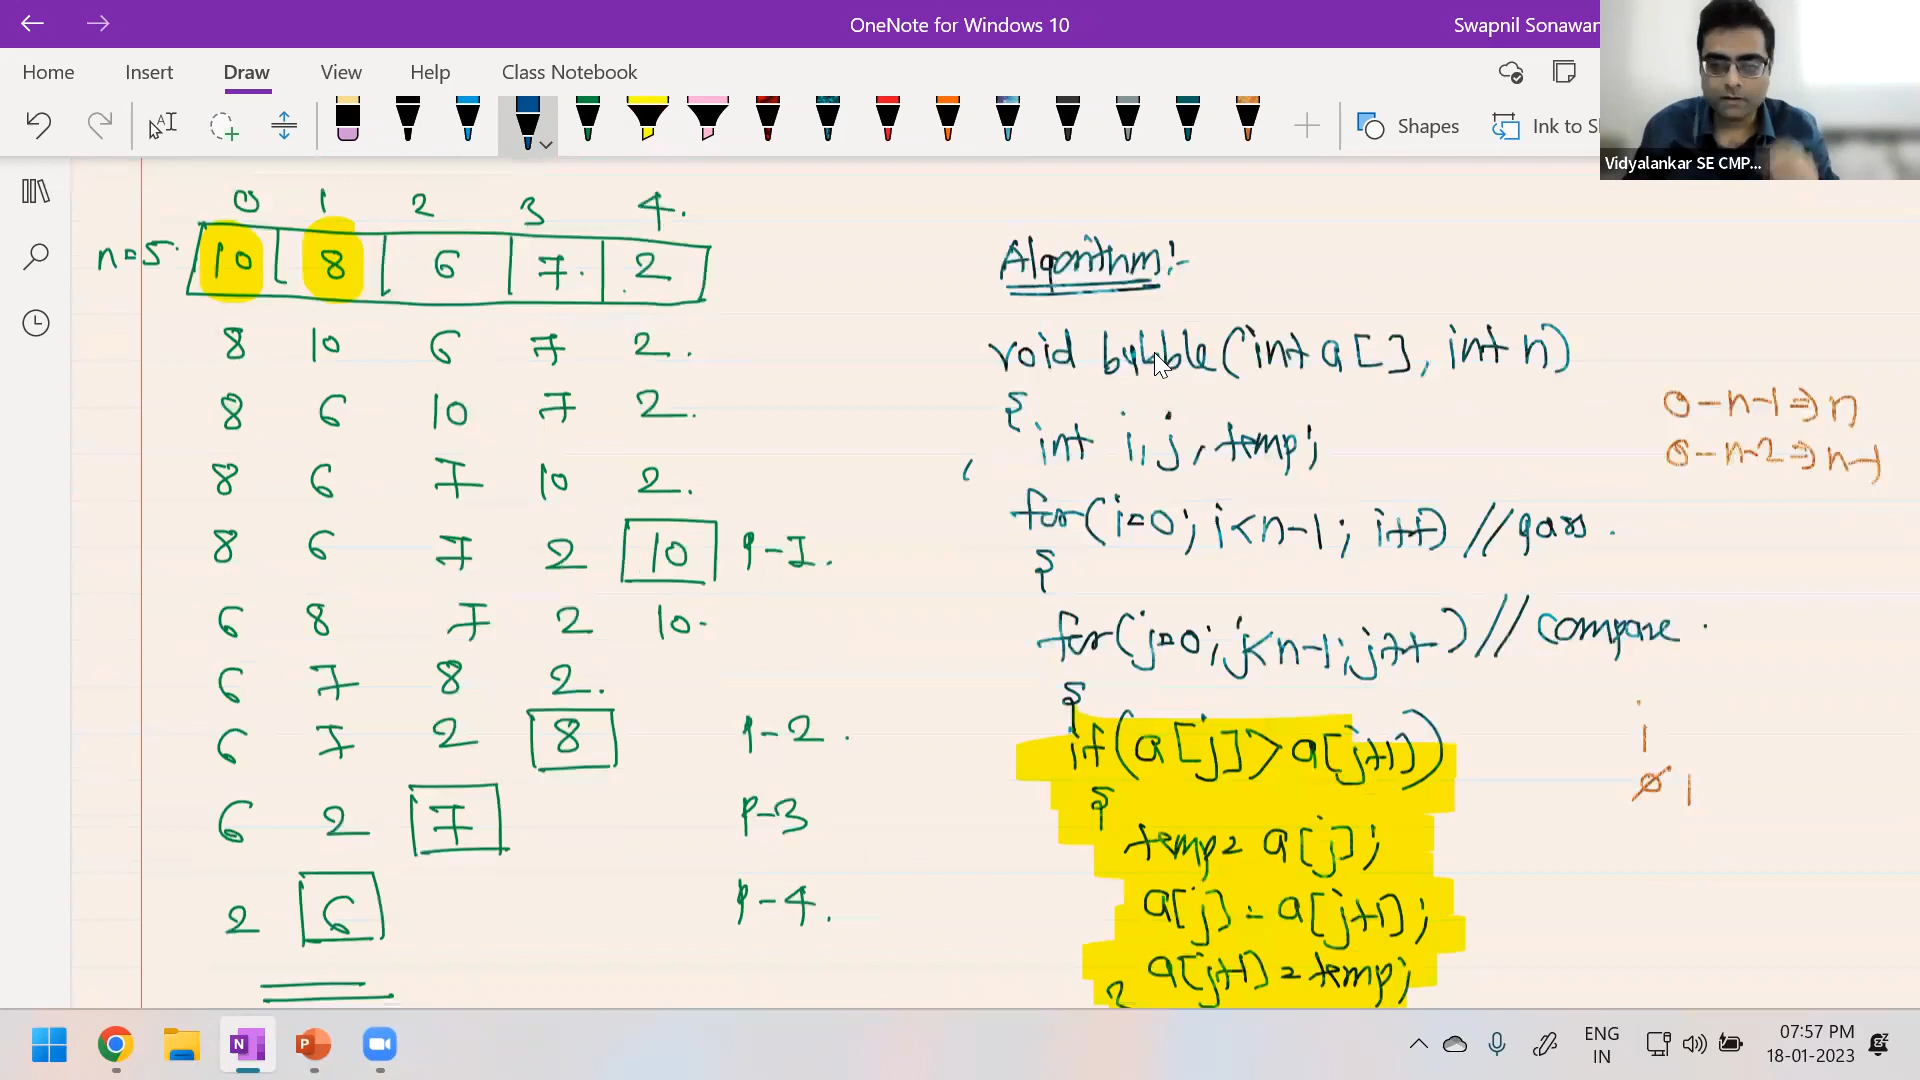 OneNote for Windows 10
Swapnil Sonawar
Home Insert Draw View Help Class Notebook
Shapes
Ink to S
Vidyalankar SE CMP...
0 1 2 3 4.
n=5. 10 8 6 7. 2
8 10 6 7 2.
8 6 10 7 2.
8 6 7 10 2.
8 6 7 2 10 P-I.
6 8 7 2 10.
6 7 8 2.
6 7 2 8 P-2.
6 2 7 P-3
2 6 P-4.
Algorithm:-
void bubble(int a[], int n)
{
int i,j, temp;
for(i=0; i<n-1; i++) //pass.
{
for(j=0;j<n-1;j++) //compare.
{
if(a[j]>a[j+1])
{
temp= a[j];
a[j] = a[j+1];
a[j+1] = temp;
0-n-1⇒n
0-n-2⇒n-1
i
0 1
ENG
IN
07:57 PM
18-01-2023